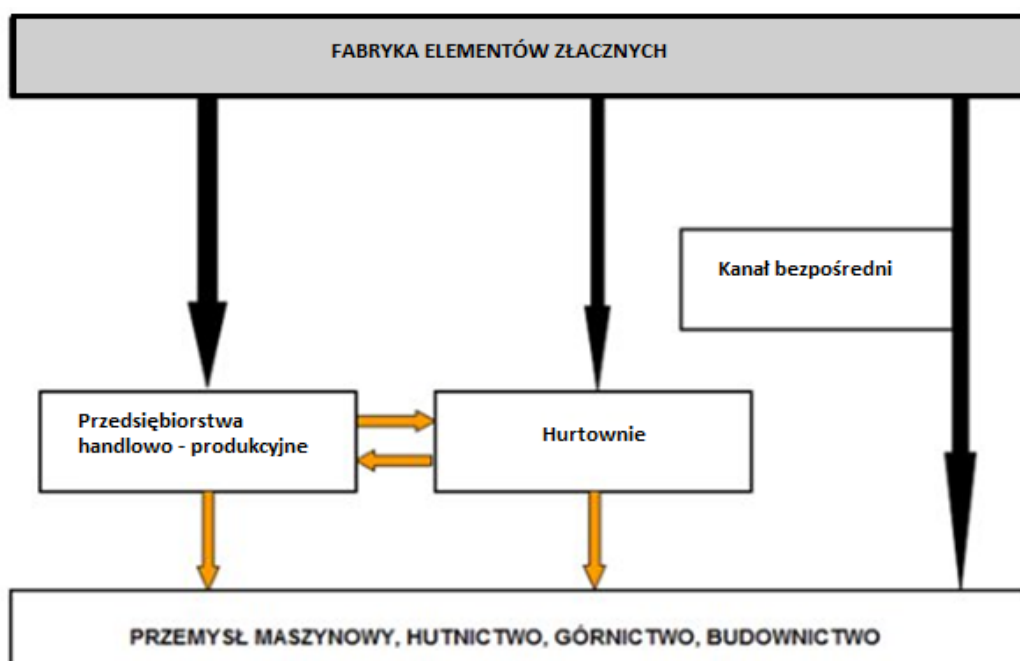 FABRYKA ELEMENTÓW ZŁACZNYCH
Kanał bezpośredni
Przedsiębiorstwa
handlowo - produkcyjne
Hurtownie
PRZEMYSŁ MASZYNOWY, HUTNICTWO, GÓRNICTWO, BUDOWNICTWO